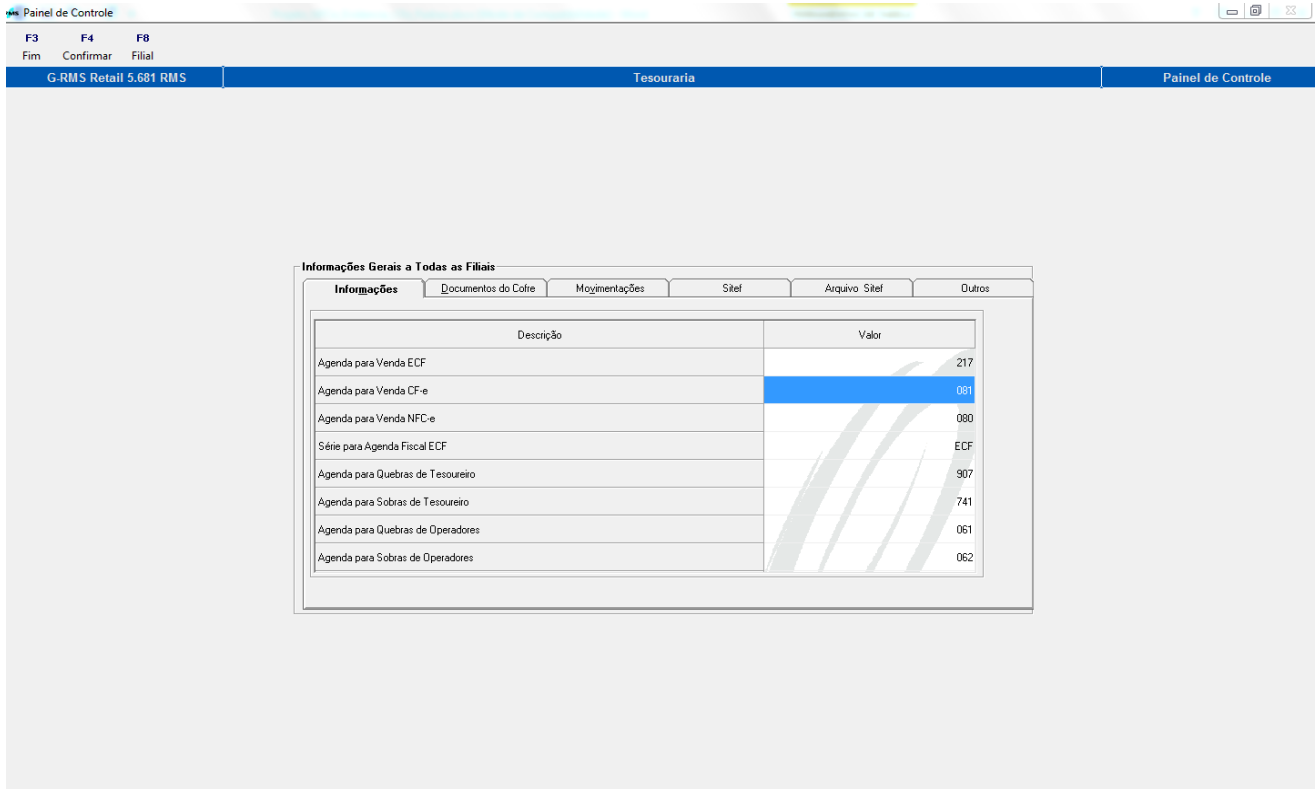 RMS Painel de Controle
F3 F4 F8
Fim Confirmar Filial
G-RMS Retail 5.681 RMS Tesouraria Painel de Controle
Informações Gerais a Todas as Filiais
Informações Documentos do Cofre Movimentações Sitef Arquivo Sitef Outros
Descrição Valor
Agenda para Venda ECF 217
Agenda para Venda CF-e 081
Agenda para Venda NFC-e 080
Série para Agenda Fiscal ECF ECF
Agenda para Quebras de Tesoureiro 907
Agenda para Sobras de Tesoureiro 741
Agenda para Quebras de Operadores 061
Agenda para Sobras de Operadores 062